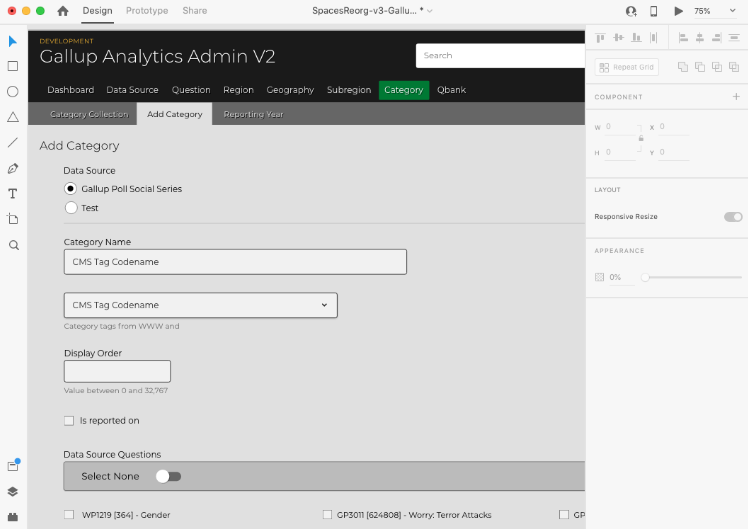 Design Prototype Share SpacesReorg-v3-Gallu... * 75%
DEVELOPMENT
Gallup Analytics Admin V2
Search
Dashboard Data Source Question Region Geography Subregion Category Qbank
Category Collection Add Category Reporting Year
Add Category
Data Source
Gallup Poll Social Series
Test
Category Name
CMS Tag Codename
CMS Tag Codename
Category tags from WWW and
Display Order
Value between 0 and 32,767
Is reported on
Data Source Questions
Select None
WP1219 [364] - Gender GP3011 [624808] - Worry: Terror Attacks GP
Repeat Grid
COMPONENT
W 0 X 0
H 0 Y 0
LAYOUT
Responsive Resize
APPEARANCE
0%